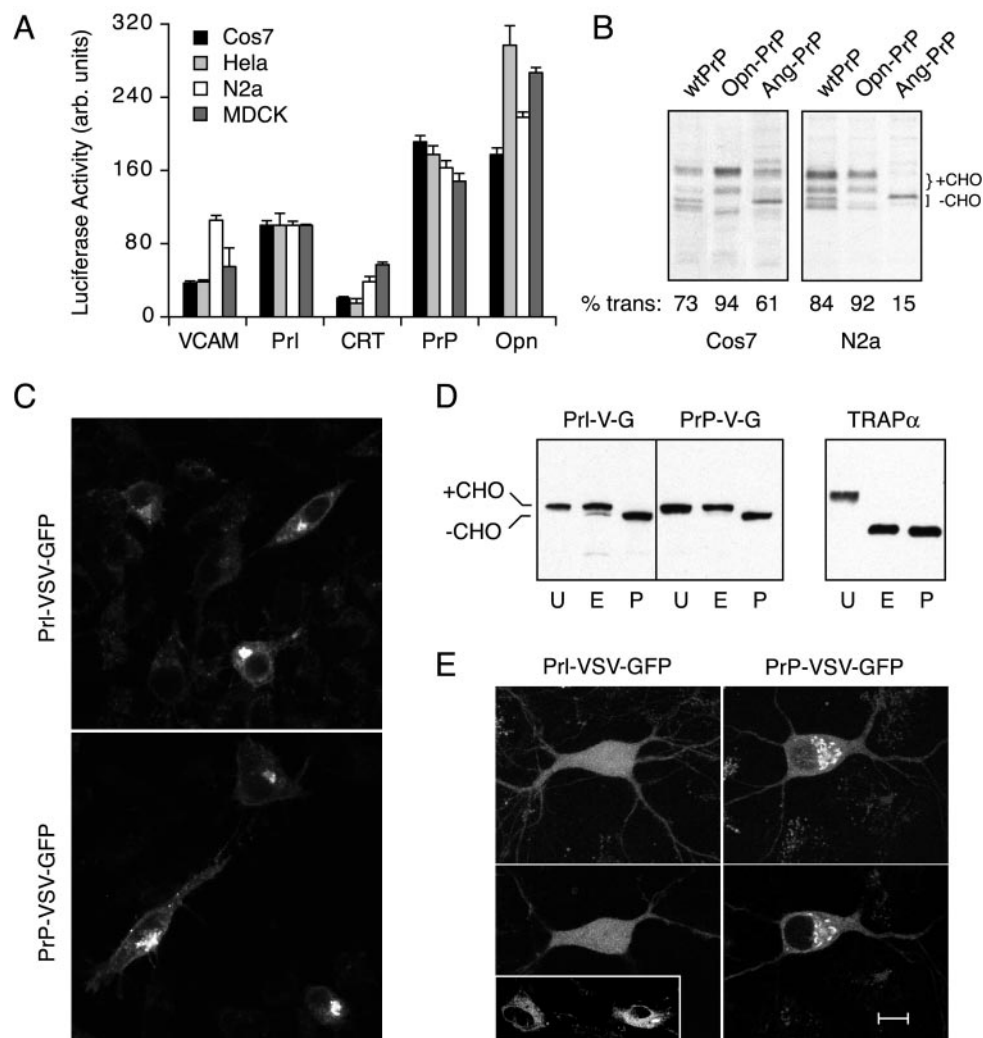 A
Luciferase Activity (arb. units)
320
240
160
80
0
Cos7
Hela
N2a
MDCK
VCAM Prl CRT PrP Opn
B
wtPrP Opn-PrP Ang-PrP wtPrP Opn-PrP Ang-PrP
} +CHO
] -CHO
% trans: 73 94 61 84 92 15
Cos7 N2a
C
Prl-VSV-GFP
PrP-VSV-GFP
D
Prl-V-G PrP-V-G TRAPα
+CHO
-CHO
U E P U E P U E P
E
Prl-VSV-GFP PrP-VSV-GFP